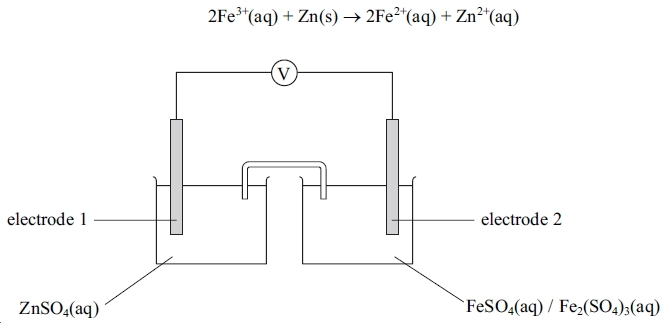 2Fe³⁺(aq) + Zn(s) → 2Fe²⁺(aq) + Zn²⁺(aq)
V
electrode 1
electrode 2
ZnSO₄(aq)
FeSO₄(aq) / Fe₂(SO₄)₃(aq)